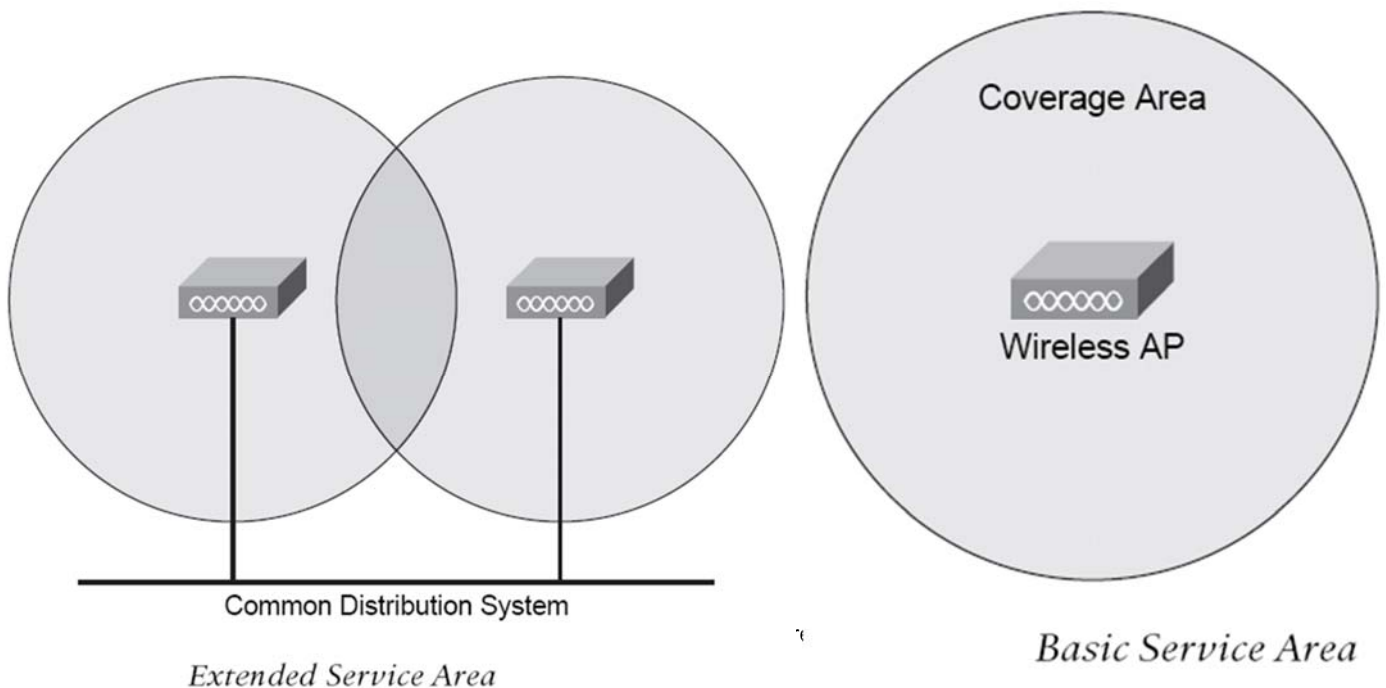 Common Distribution System
Extended Service Area
Coverage Area
Wireless AP
Basic Service Area